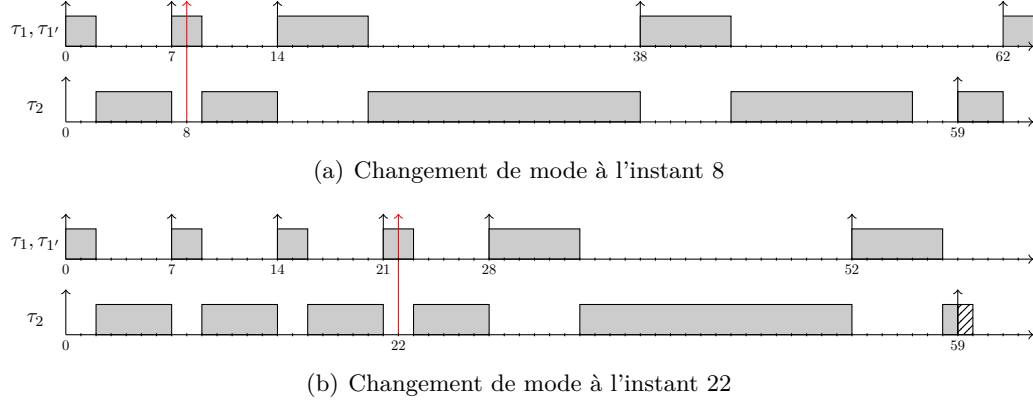 τ₁, τ₁′
0 7 14 38 62
τ₂
0 8 59
(a) Changement de mode à l'instant 8
τ₁, τ₁′
0 7 14 21 28 52
τ₂
0 22 59
(b) Changement de mode à l'instant 22